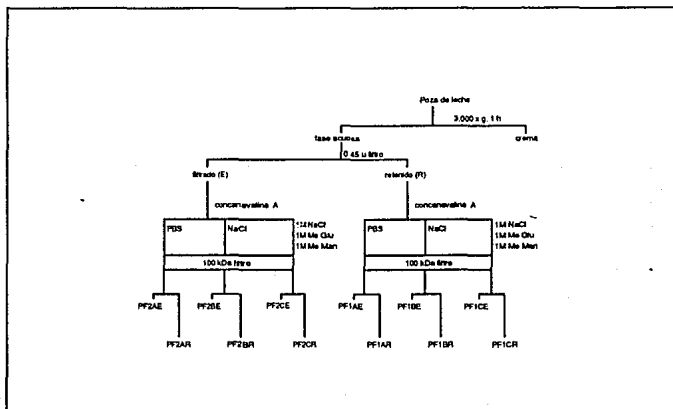 Poza de leche
3,000 x g, 1 h
fase acuosa
crema
0.45 u filtro
filtrado (E)
retenido (R)
concanavalina A
concanavalina A
PBS
NaCl
1M NaCl
1M Me Glu
1M Me Man
PBS
NaCl
1M NaCl
1M Me Glu
1M Me Man
100 kDa filtro
100 kDa filtro
PF2AE
PF2BE
PF2CE
PF1AE
PF1BE
PF1CE
PF2AR
PF2BR
PF2CR
PF1AR
PF1BR
PF1CR